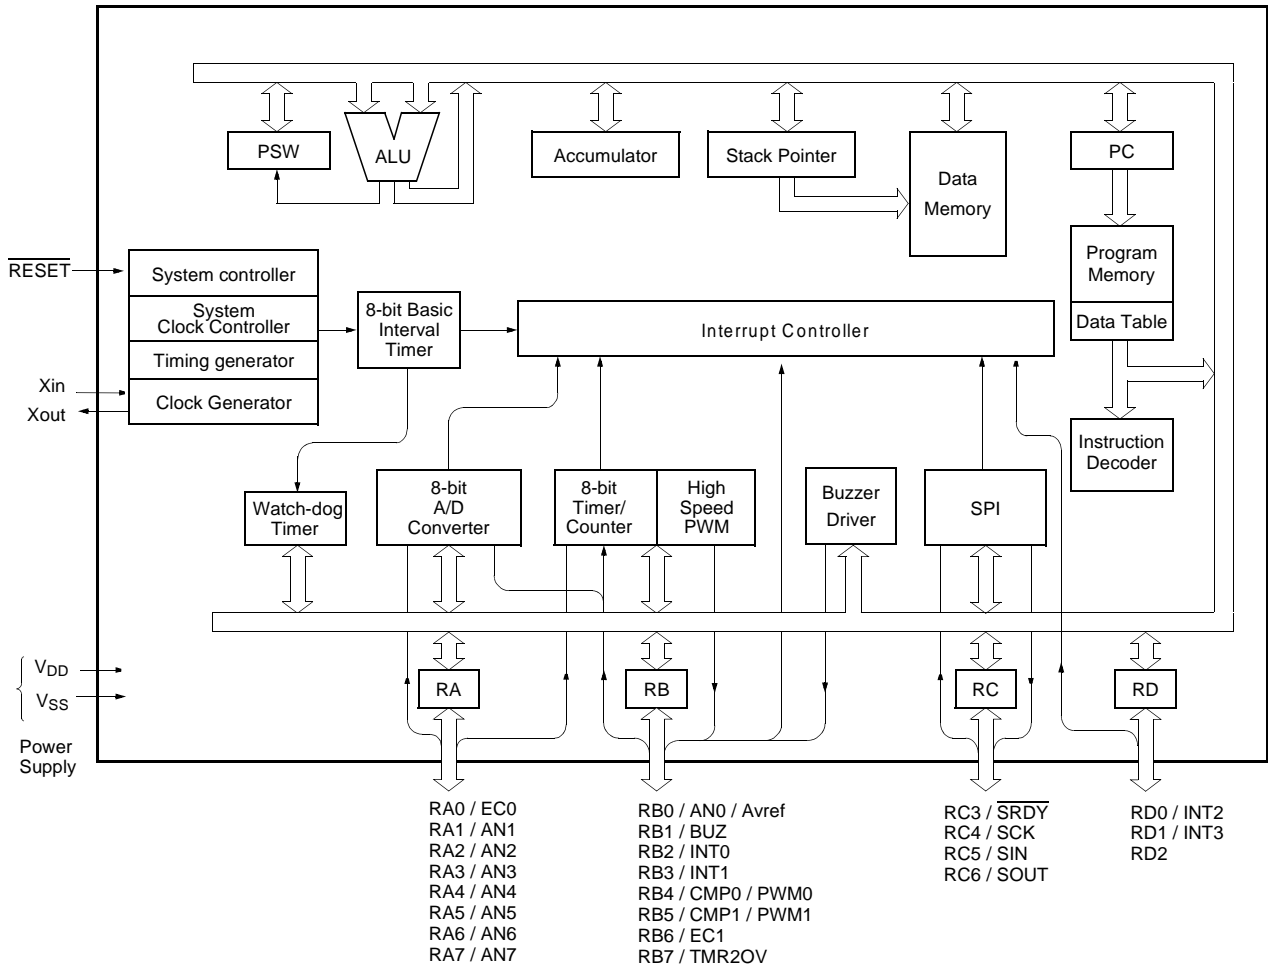 PSW
ALU
Accumulator
Stack Pointer
Data
Memory
PC
Program
Memory
Data Table
RESET
System controller
System
Clock Controller
Timing generator
Clock Generator
Xin
Xout
8-bit Basic
Interval
Timer
Interrupt Controller
Instruction
Decoder
Watch-dog
Timer
8-bit
A/D
Converter
8-bit
Timer/
Counter
High
Speed
PWM
Buzzer
Driver
SPI
VDD
VSS
Power
Supply
RA
RB
RC
RD
RA0 / EC0
RA1 / AN1
RA2 / AN2
RA3 / AN3
RA4 / AN4
RA5 / AN5
RA6 / AN6
RA7 / AN7
RB0 / AN0 / Avref
RB1 / BUZ
RB2 / INT0
RB3 / INT1
RB4 / CMP0 / PWM0
RB5 / CMP1 / PWM1
RB6 / EC1
RB7 / TMR2OV
RC3 / SRDY
RC4 / SCK
RC5 / SIN
RC6 / SOUT
RD0 / INT2
RD1 / INT3
RD2